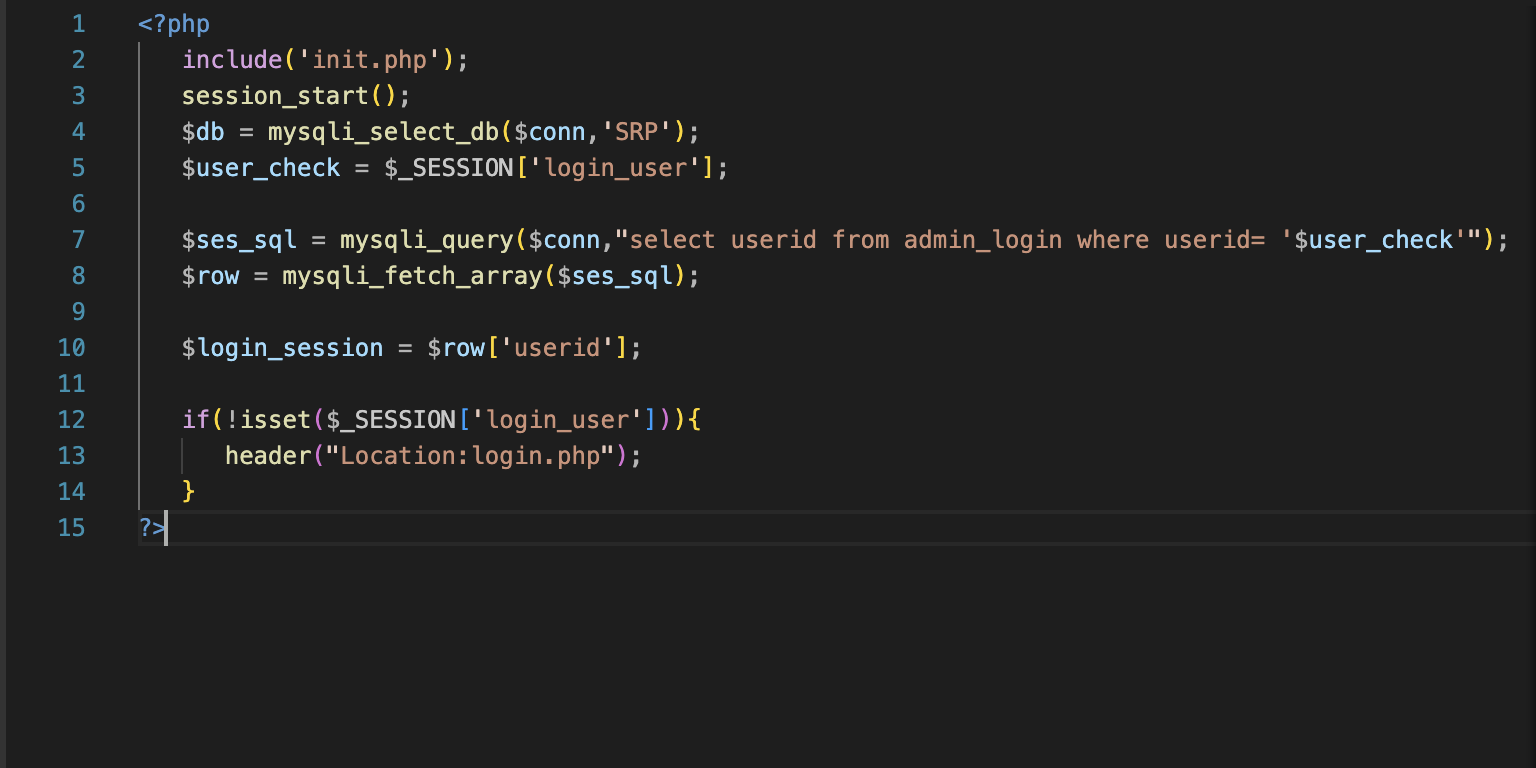 1 <?php
2 include('init.php');
3 session_start();
4 $db = mysqli_select_db($conn,'SRP');
5 $user_check = $_SESSION['login_user'];
6
7 $ses_sql = mysqli_query($conn,"select userid from admin_login where userid= '$user_check'");
8 $row = mysqli_fetch_array($ses_sql);
9
10 $login_session = $row['userid'];
11
12 if(!isset($_SESSION['login_user'])){
13 header("Location:login.php");
14 }
15 ?>